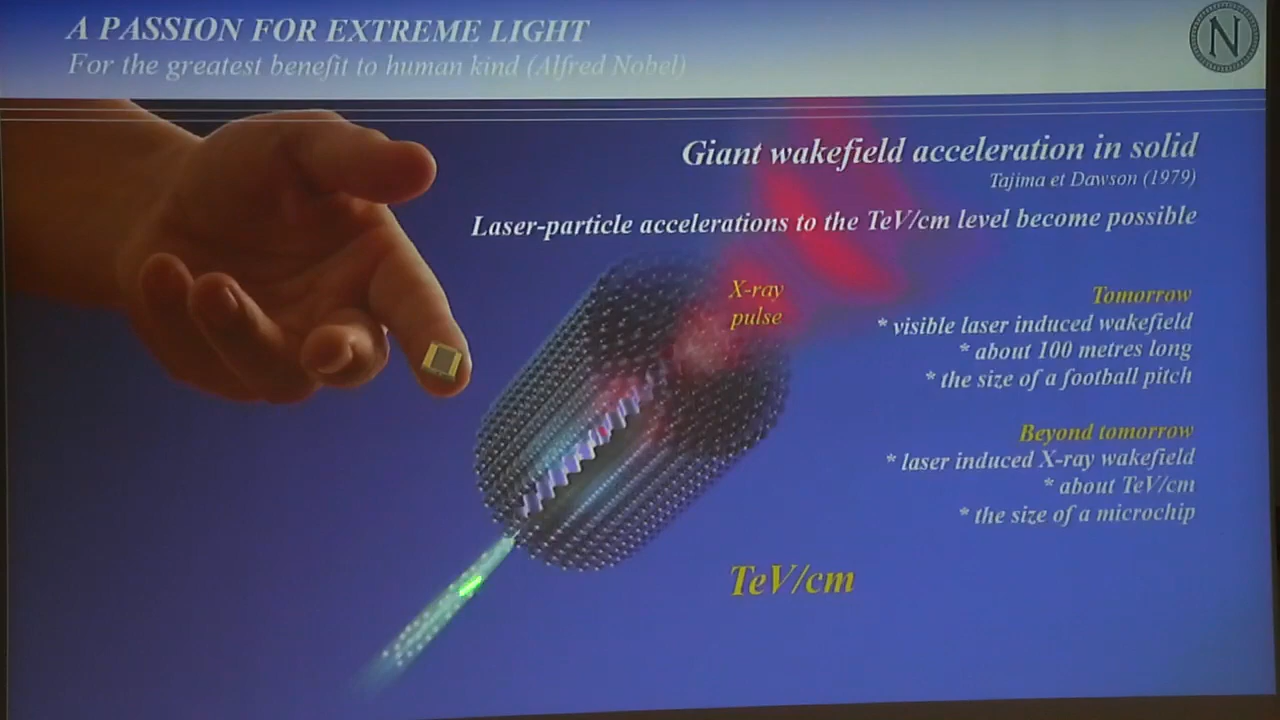 A PASSION FOR EXTREME LIGHT
For the greatest benefit to human kind (Alfred Nobel)
N
Giant wakefield acceleration in solid
Tajima et Dawson (1979)
Laser-particle accelerations to the TeV/cm level become possible
X-ray
pulse
Tomorrow
* visible laser induced wakefield
* about 100 metres long
* the size of a football pitch
Beyond tomorrow
* laser induced X-ray wakefield
* about TeV/cm
* the size of a microchip
TeV/cm